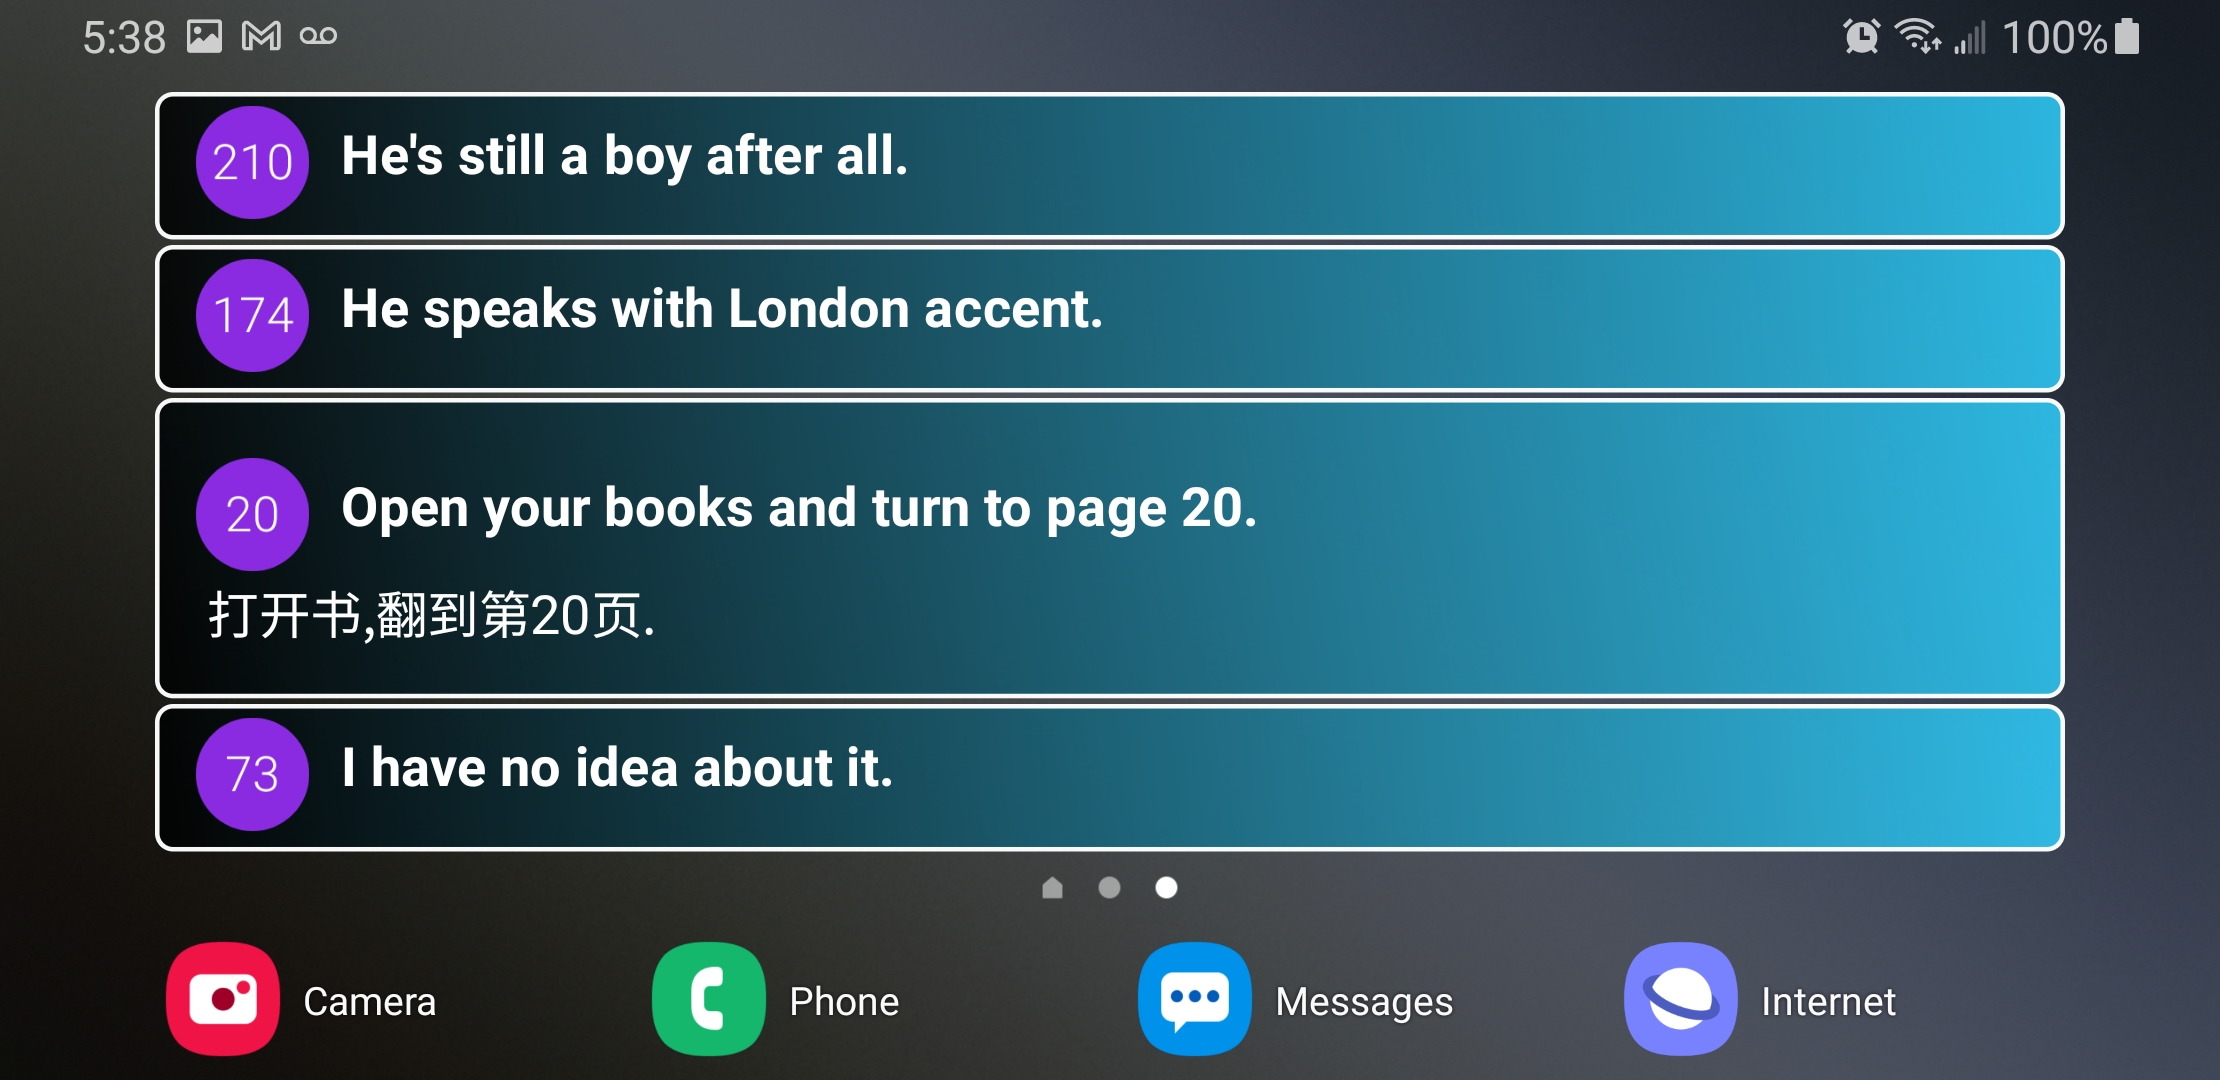 5:38
100%
210 He's still a boy after all.
174 He speaks with London accent.
20 Open your books and turn to page 20.
打开书,翻到第20页.
73 I have no idea about it.
Camera Phone Messages Internet